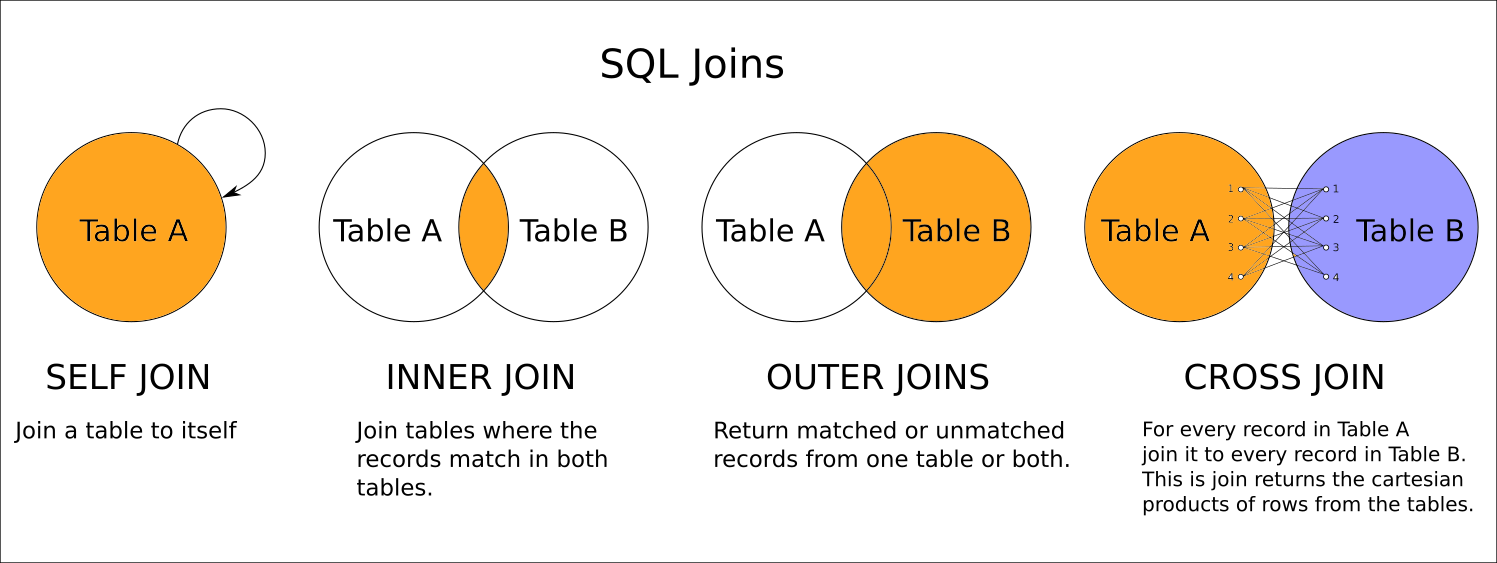 SQL Joins
Table A
Table A
Table B
Table A
Table B
Table A
1
2
3
4
1
2
3
4
Table B
SELF JOIN
INNER JOIN
OUTER JOINS
CROSS JOIN
Join a table to itself
Join tables where the
records match in both
tables.
Return matched or unmatched
records from one table or both.
For every record in Table A
join it to every record in Table B.
This is join returns the cartesian
products of rows from the tables.